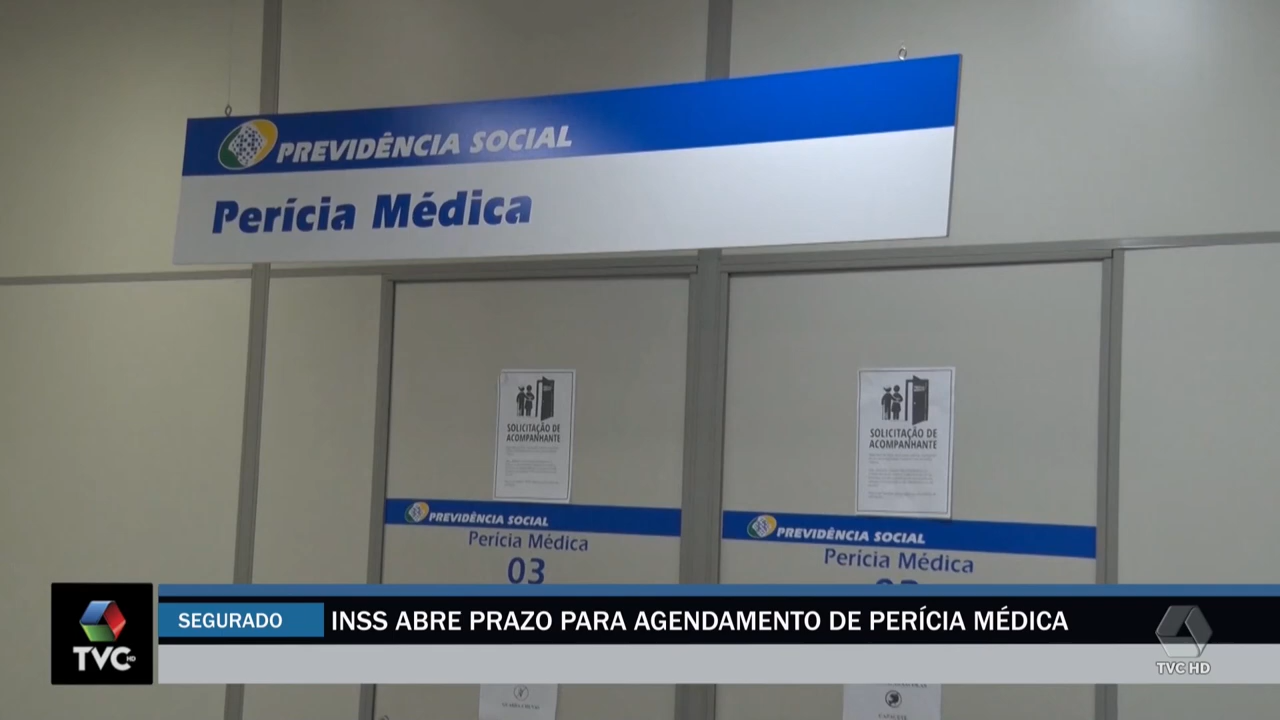 PREVIDÊNCIA SOCIAL
Perícia Médica
SOLICITAÇÃO DE
ACOMPANHANTE
SOLICITAÇÃO DE
ACOMPANHANTE
PREVIDÊNCIA SOCIAL
Perícia Médica
03
PREVIDÊNCIA SOCIAL
Perícia Médica
TVC HD
SEGURADO
INSS ABRE PRAZO PARA AGENDAMENTO DE PERÍCIA MÉDICA
TVC HD